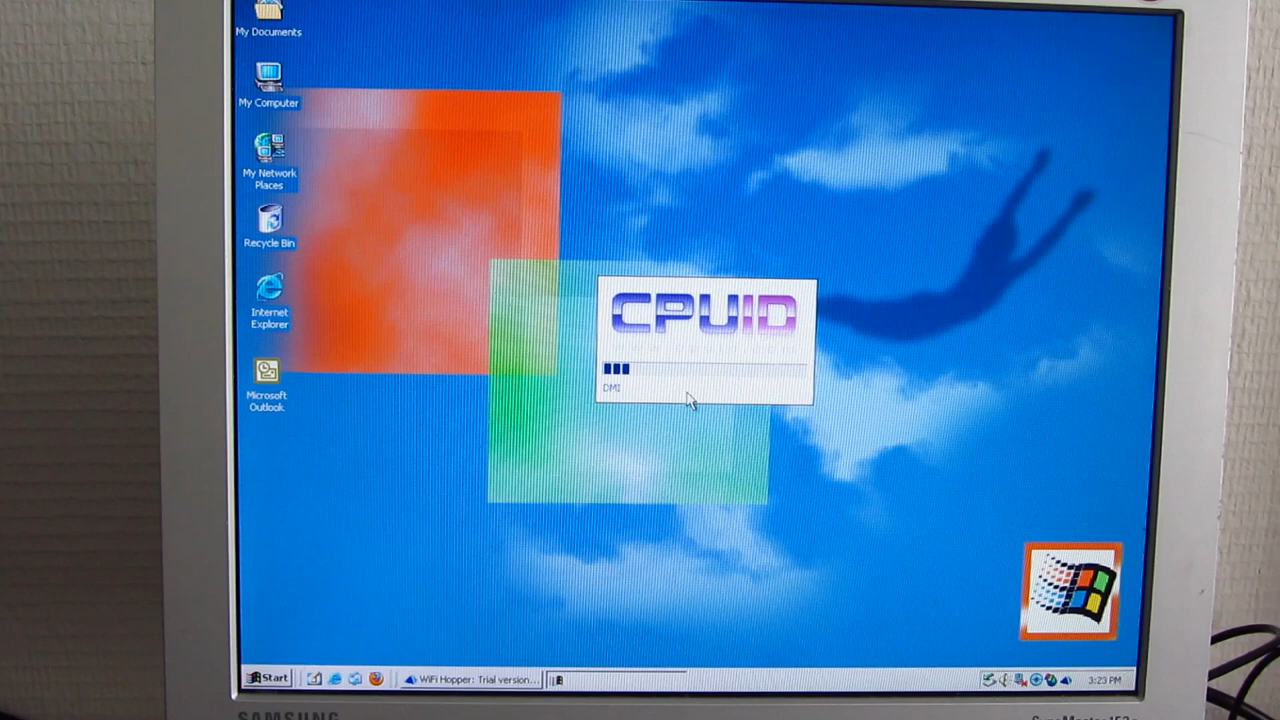 My Documents
My Computer
My Network
Places
Recycle Bin
Internet
Explorer
Microsoft
Outlook
CPUID
DMI
Start
WiFi Hopper: Trial version...
3:23 PM
SAMSUNG